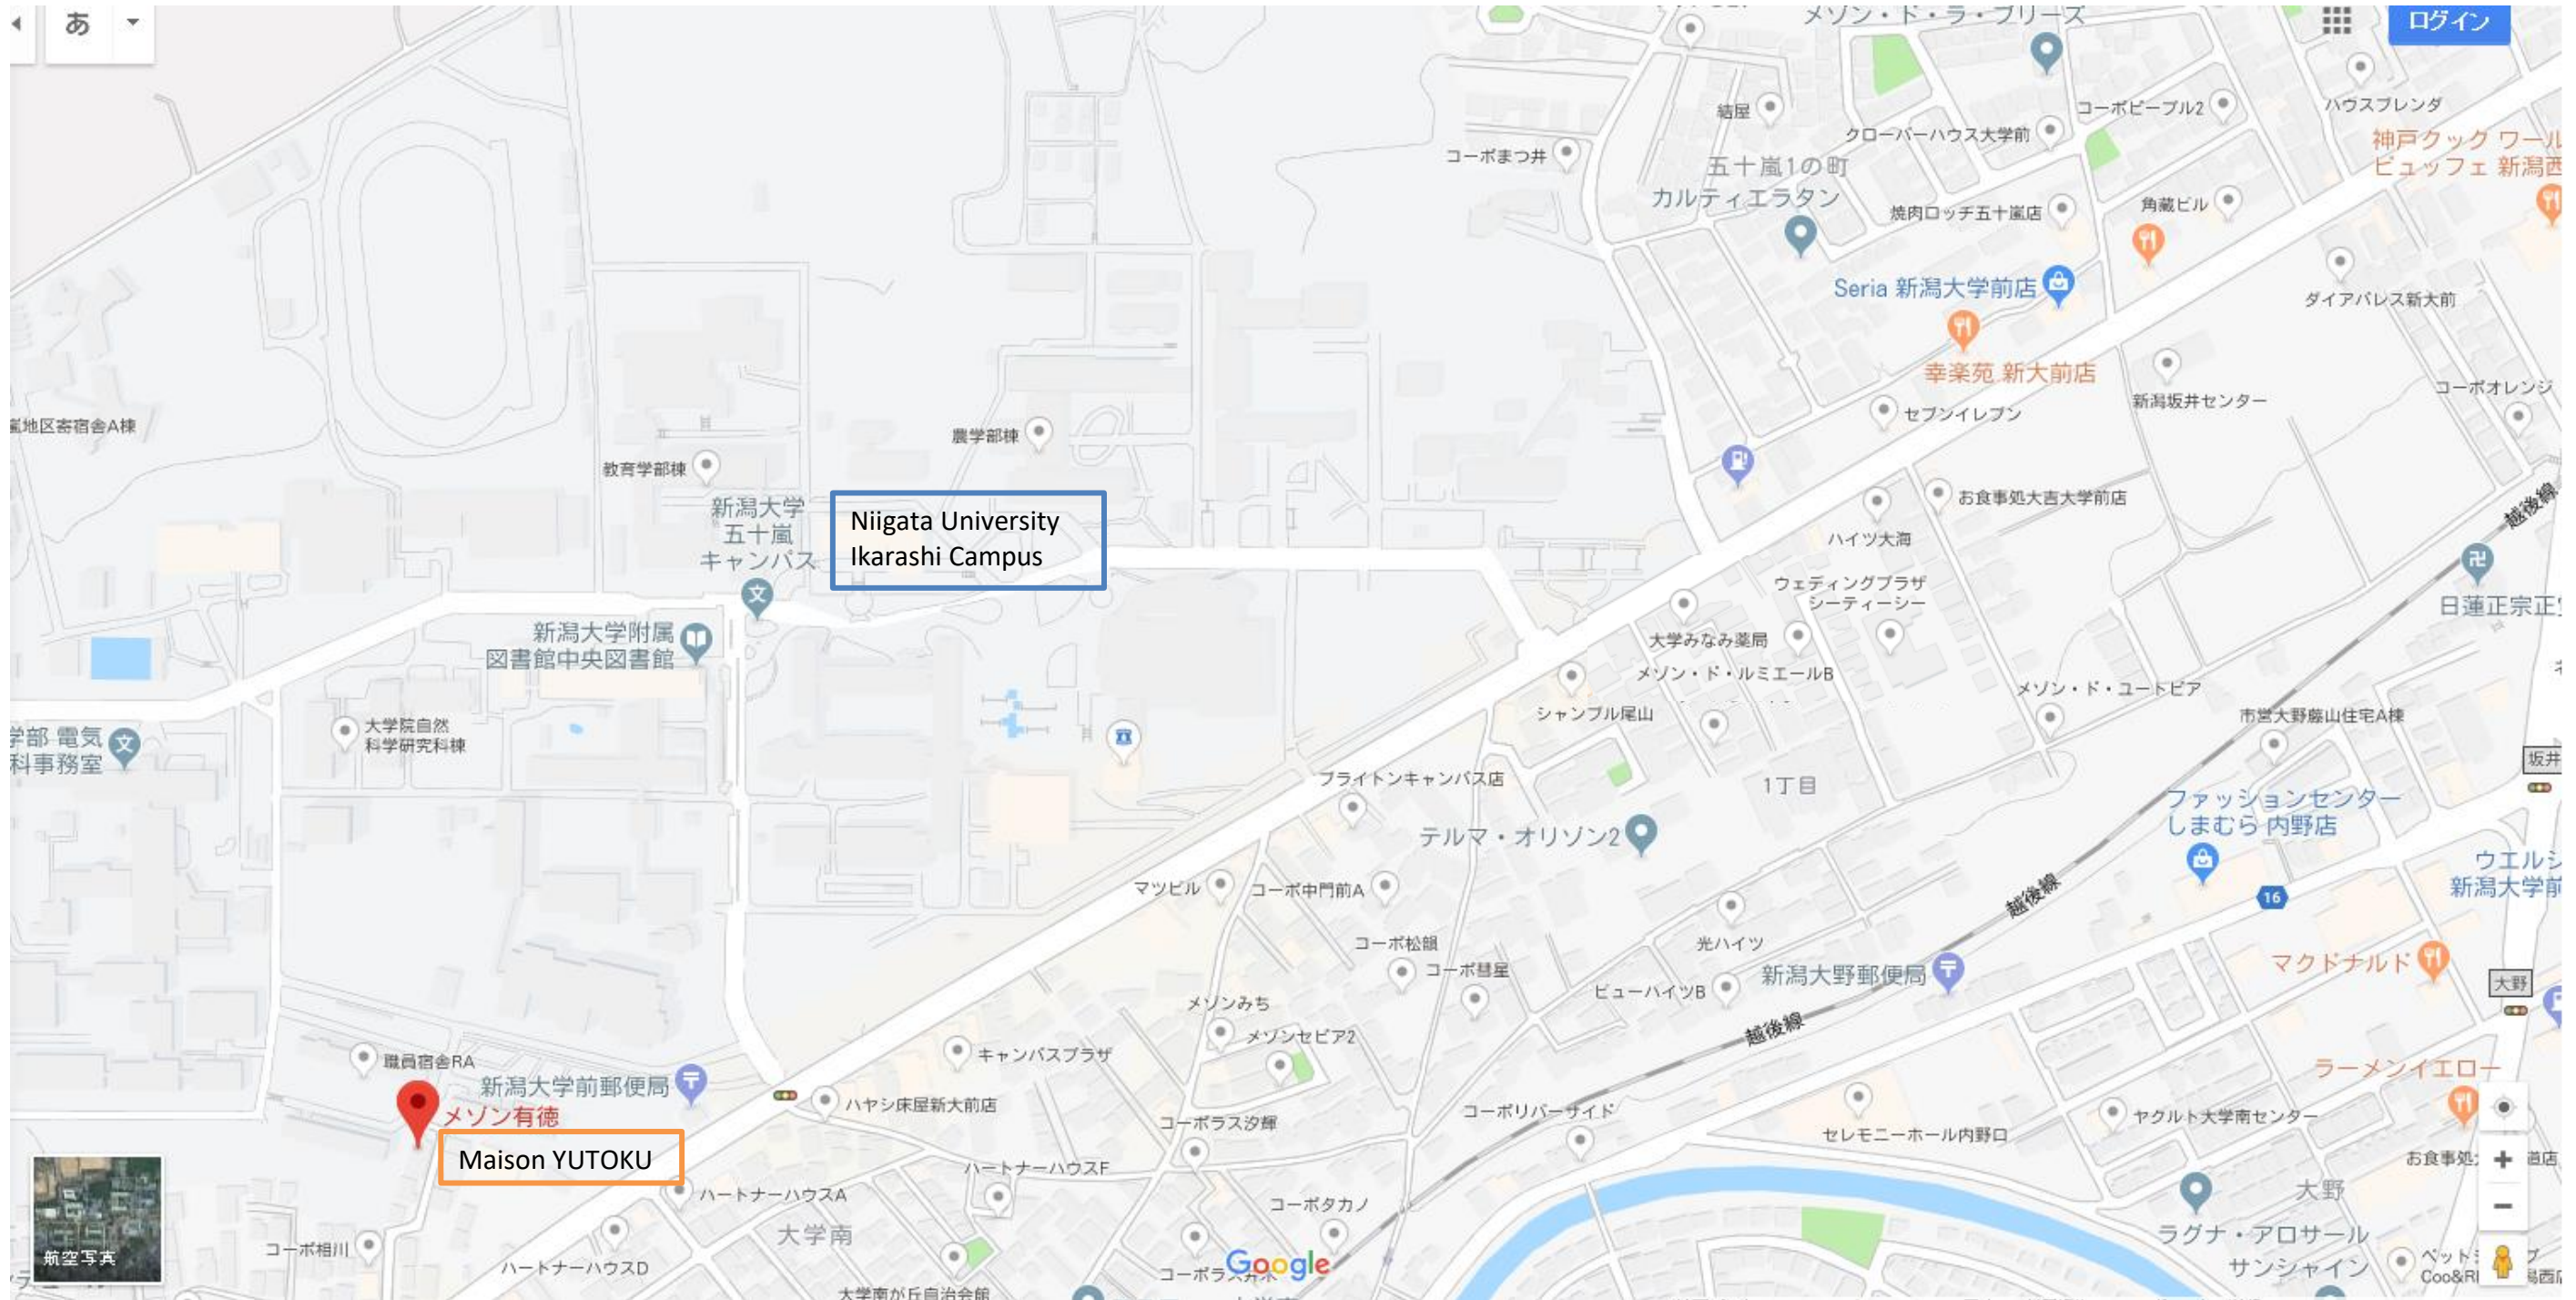 あ
メゾン・ド・ラ・ブリーズ
ログイン
結屋
コーポピープル2
ハウスブレンダ
クローバーハウス大学前
神戸クック ワール
ビュッフェ 新潟西
コーポまつ井
五十嵐1の町
カルティエラタン
焼肉ロッヂ五十嵐店
角蔵ビル
Seria 新潟大学前店
ダイアパレス新大前
幸楽苑 新大前店
新潟坂井センター
コーポオレンジ
セブンイレブン
嵐地区寄宿舎A棟
農学部棟
教育学部棟
新潟大学
五十嵐
キャンパス
Niigata University
Ikarashi Campus
お食事処大吉大学前店
越後線
ハイツ大海
ウェディングプラザ
シーティーシー
日蓮正宗正
新潟大学附属
図書館中央図書館
大学みなみ薬局
メゾン・ド・ルミエールB
メゾン・ド・ユートピア
シャンブル尾山
市営大野藤山住宅A棟
大学院自然
科学研究科棟
学部 電気
科事務室
坂井
ブライトンキャンパス店
1丁目
ファッションセンター
しまむら 内野店
テルマ・オリゾン2
ウエルシ
新潟大学前
マツビル
コーポ中門前A
越後線
16
コーポ松韻
光ハイツ
コーポ彗星
新潟大野郵便局
マクドナルド
ビューハイツB
大野
メゾンみち
越後線
メゾンセピア2
キャンパスプラザ
職員宿舎RA
新潟大学前郵便局
ラーメンイエロー
メゾン有徳
ハヤシ床屋新大前店
コーポリバーサイド
ヤクルト大学南センター
コーポラス汐輝
セレモニーホール内野口
Maison YUTOKU
ハートナーハウスF
お食事処
道店
ハートナーハウスA
コーポタカノ
大野
大学南
ラグナ・アロサール
サンシャイン
コーポ相川
航空写真
ハートナーハウスD
Google
コーポラス
ペット
Coo&RI
大学南が丘自治会館